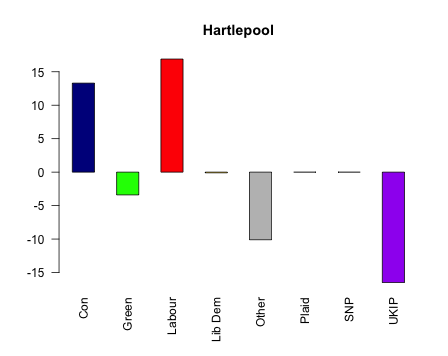 Hartlepool
15
10
5
0
-5
-10
-15
Con
Green
Labour
Lib Dem
Other
Plaid
SNP
UKIP